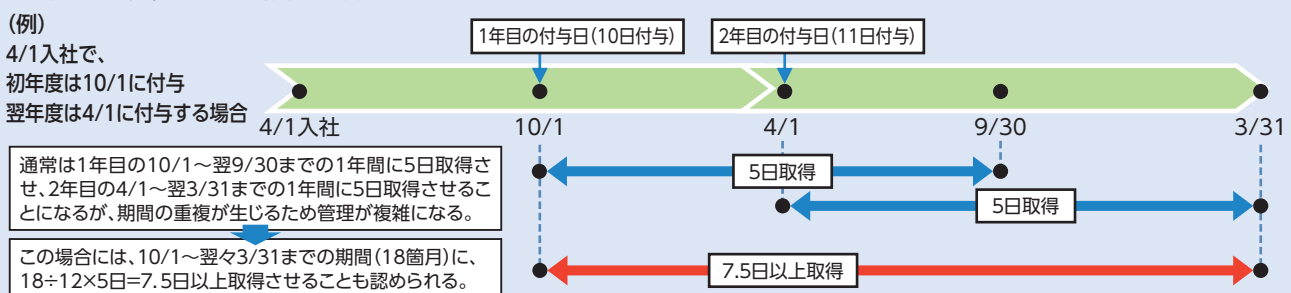 (例)
4/1入社で、
初年度は10/1に付与
翌年度は4/1に付与する場合
1年目の付与日(10日付与)
2年目の付与日(11日付与)
4/1入社
10/1
4/1
9/30
3/31
通常は1年目の10/1～翌9/30までの1年間に5日取得さ
せ、2年目の4/1～翌3/31までの1年間に5日取得させるこ
とになるが、期間の重複が生じるため管理が複雑になる。
5日取得
5日取得
この場合には、10/1～翌々3/31までの期間(18箇月)に、
18÷12×5日=7.5日以上取得させることも認められる。
7.5日以上取得